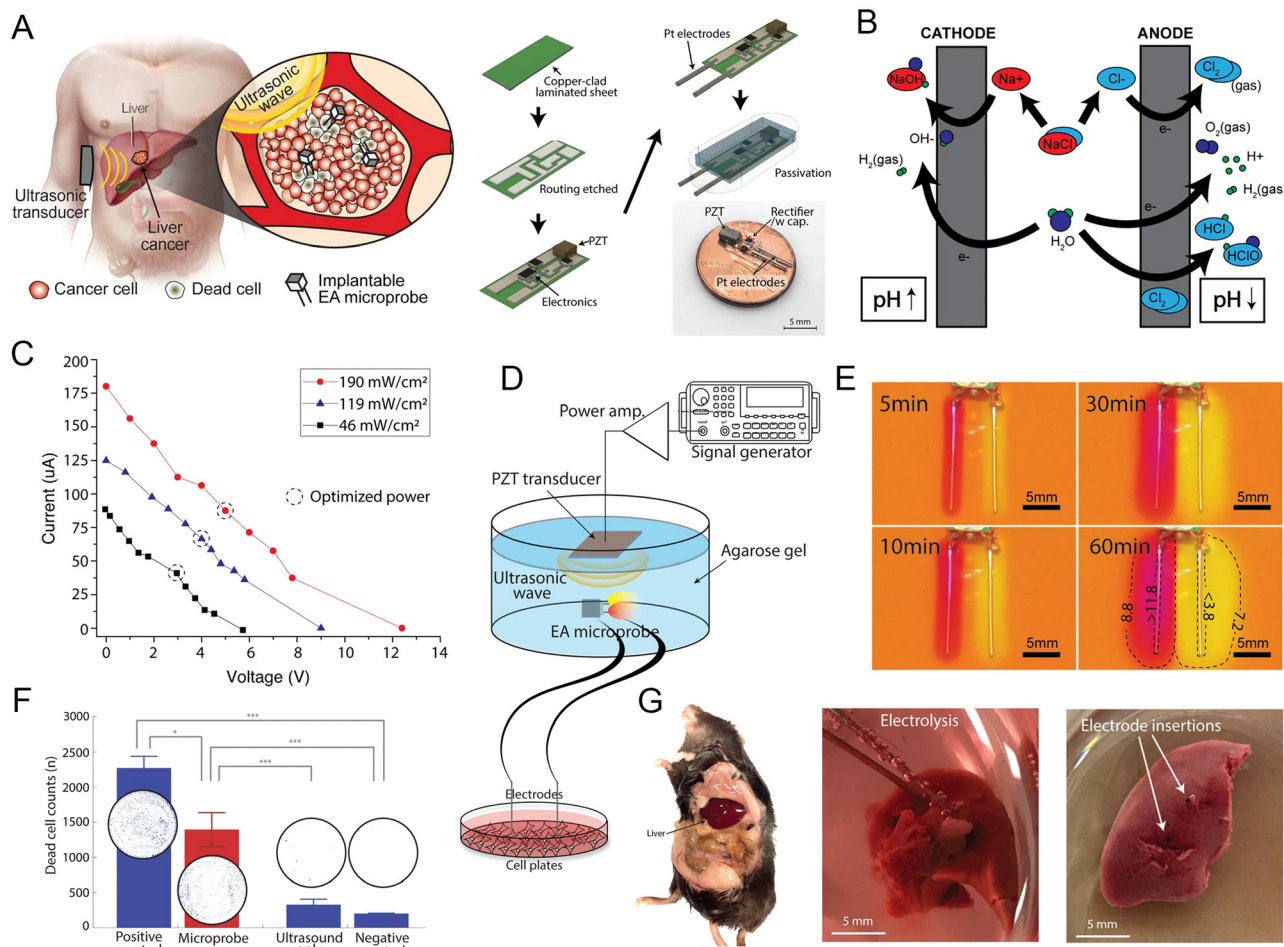 A
Ultrasonic wave
Liver
Ultrasonic
transducer
Liver
cancer
Cancer cell
Dead cell
Implantable
EA microprobe
Copper-clad
laminated sheet
Routing etched
PZT
Electronics
Pt electrodes
Passivation
PZT
Rectifier
/w cap.
Pt electrodes
5 mm
B
CATHODE
ANODE
NaOH
Na+
Cl-
Cl2
(gas)
e-
OH-
NaCl
O2(gas)
H2(gas)
H+
H2(gas
e-
H2O
HCl
HClO
e-
Cl2
pH ↑
pH ↓
C
Current (uA)
200
175
150
125
100
75
50
25
0
190 mW/cm²
119 mW/cm²
46 mW/cm²
Optimized power
0 2 4 6 8 10 12 14
Voltage (V)
D
Power amp.
Signal generator
PZT transducer
Agarose gel
Ultrasonic
wave
EA microprobe
Electrodes
Cell plates
E
5min
5mm
30min
5mm
10min
5mm
60min
8.8
>11.8
<3.8
7.2
5mm
F
Dead cell counts (n)
3000
2500
2000
1500
1000
500
0
***
*
***
***
Positive
Microprobe
Ultrasound
Negative
G
Liver
Electrolysis
5 mm
Electrode insertions
5 mm